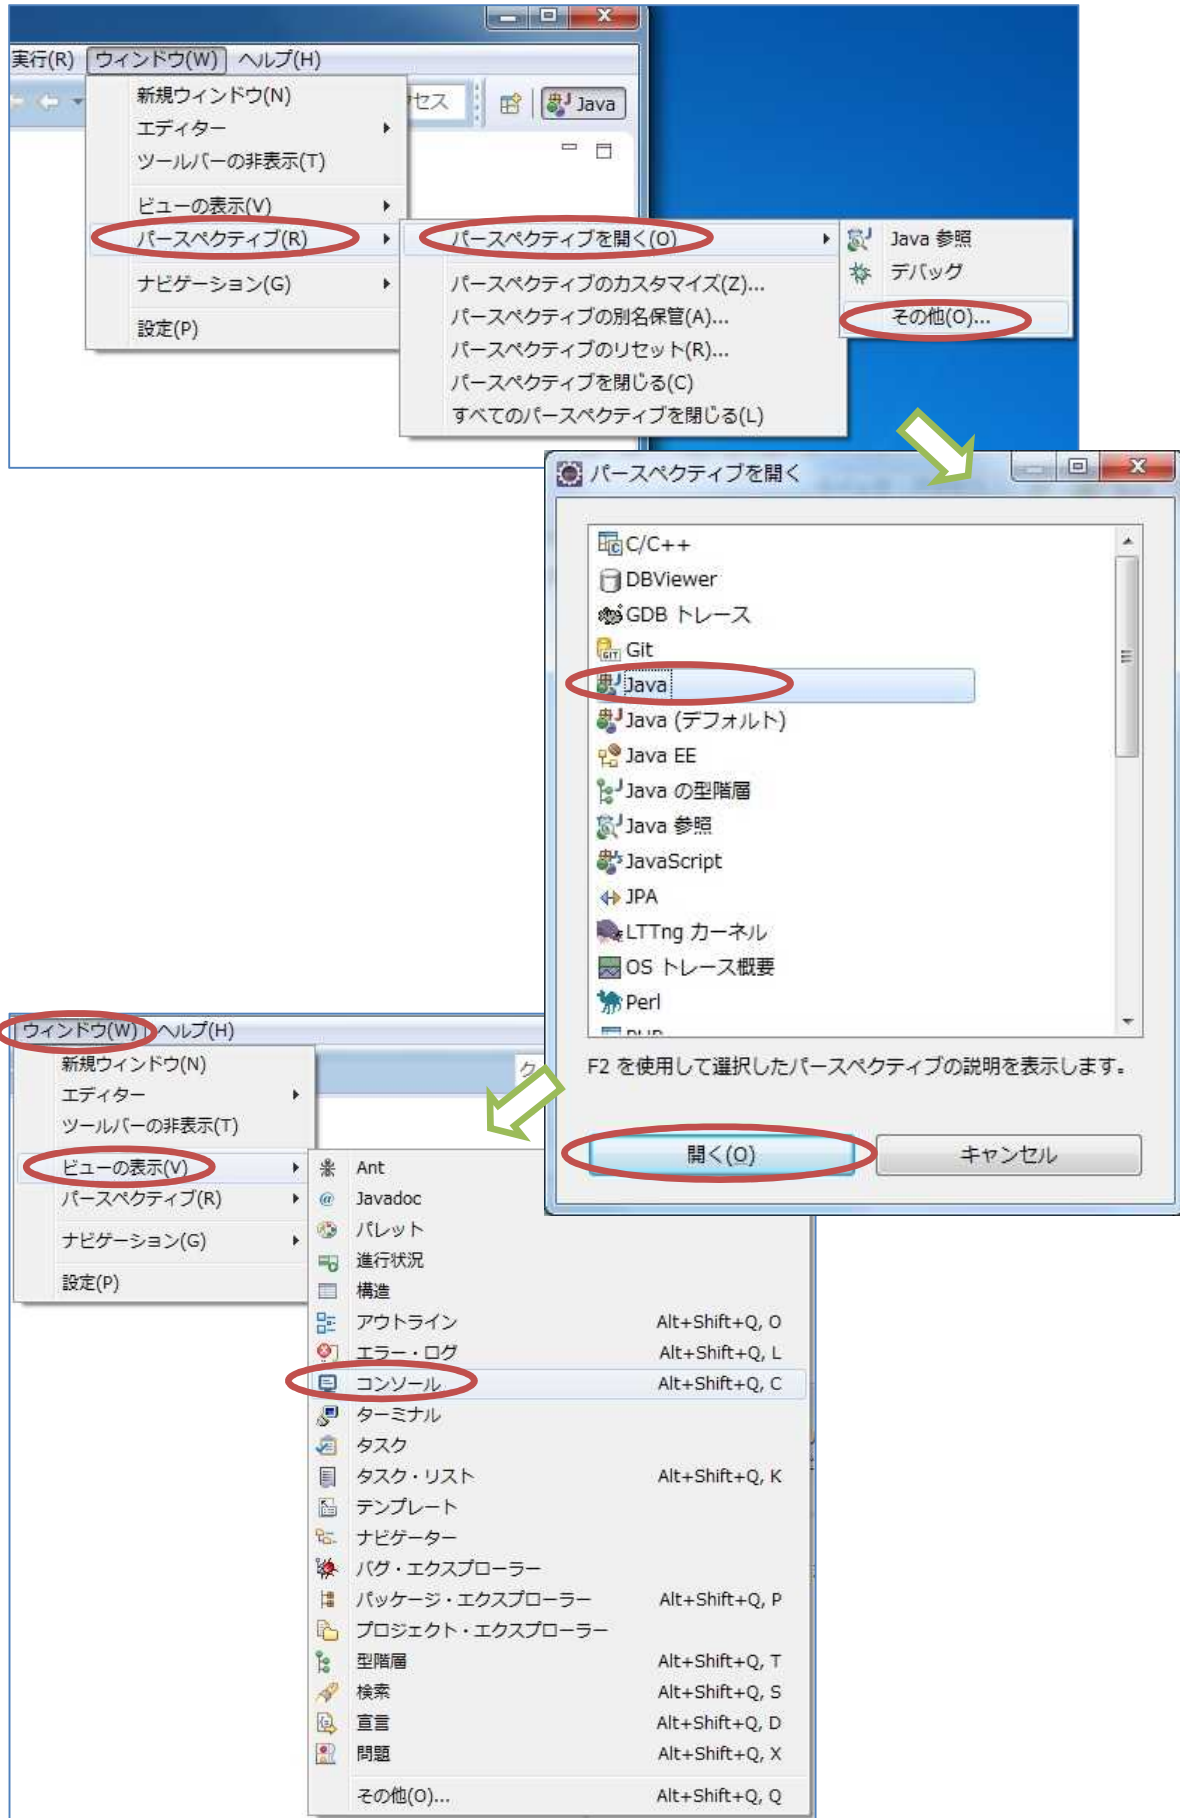 実行(R) ウィンドウ(W) ヘルプ(H)
新規ウィンドウ(N)
セス
Java
エディター
ツールバーの非表示(T)
ビューの表示(V)
パースペクティブ(R)
ナビゲーション(G)
設定(P)
パースペクティブを開く(O)
パースペクティブのカスタマイズ(Z)...
パースペクティブの別名保管(A)...
パースペクティブのリセット(R)...
パースペクティブを閉じる(C)
すべてのパースペクティブを閉じる(L)
Java 参照
デバッグ
その他(O)...
パースペクティブを開く
C/C++
DBViewer
GDB トレース
Git
Java
Java (デフォルト)
Java EE
Java の型階層
Java 参照
JavaScript
JPA
LTTng カーネル
OS トレース概要
Perl
F2 を使用して選択したパースペクティブの説明を表示します。
開く(O)
キャンセル
ウィンドウ(W) ヘルプ(H)
ク
新規ウィンドウ(N)
エディター
ツールバーの非表示(T)
ビューの表示(V)
パースペクティブ(R)
ナビゲーション(G)
設定(P)
Ant
Javadoc
パレット
進行状況
構造
アウトライン Alt+Shift+Q, O
エラー・ログ Alt+Shift+Q, L
コンソール Alt+Shift+Q, C
ターミナル
タスク
タスク・リスト Alt+Shift+Q, K
テンプレート
ナビゲーター
バグ・エクスプローラー
パッケージ・エクスプローラー Alt+Shift+Q, P
プロジェクト・エクスプローラー
型階層 Alt+Shift+Q, T
検索 Alt+Shift+Q, S
宣言 Alt+Shift+Q, D
問題 Alt+Shift+Q, X
その他(O)... Alt+Shift+Q, Q